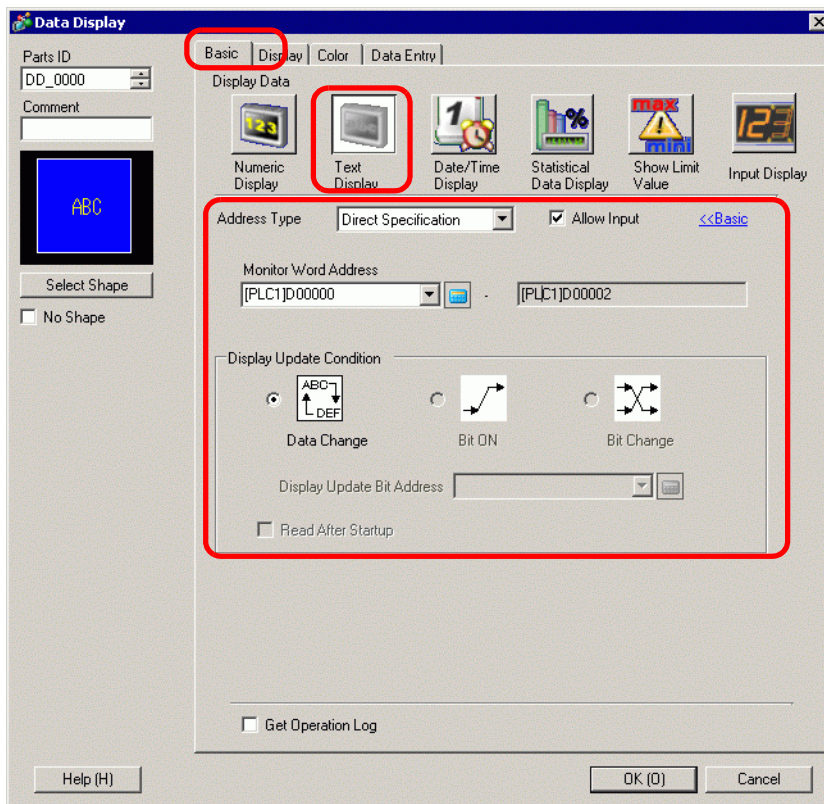 Data Display
Parts ID
DD_0000
Comment
ABC
Select Shape
No Shape
Basic Display Color Data Entry
Display Data
Numeric Display
Text Display
Date/Time Display
Statistical Data Display
Show Limit Value
Input Display
Address Type Direct Specification Allow Input <<Basic
Monitor Word Address
[PLC1]D00000 - [PLC1]D00002
Display Update Condition
ABC
DEF
Data Change Bit ON Bit Change
Display Update Bit Address
Read After Startup
Get Operation Log
Help (H) OK (O) Cancel